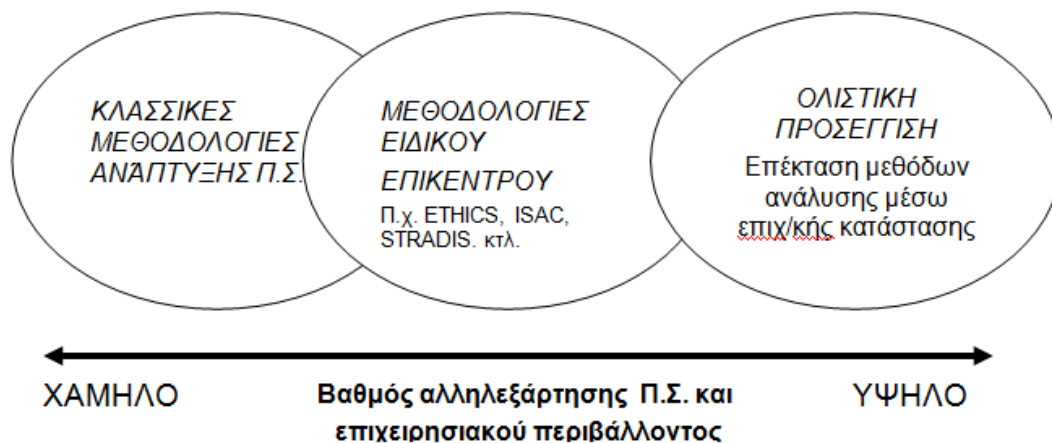 ΚΛΑΣΣΙΚΕΣ
ΜΕΘΟΔΟΛΟΓΙΕΣ
ΑΝΆΠΤΥΞΗΣ Π.Σ.
ΜΕΘΟΔΟΛΟΓΙΕΣ
ΕΙΔΙΚΟΥ
ΕΠΙΚΕΝΤΡΟΥ
Π.χ. ETHICS, ISAC,
STRADIS. κτλ.
ΟΛΙΣΤΙΚΗ
ΠΡΟΣΕΓΓΙΣΗ
Επέκταση μεθόδων
ανάλυσης μέσω
επιχ/κής κατάστασης
ΧΑΜΗΛΟ
Βαθμός αλληλεξάρτησης Π.Σ. και
επιχειρησιακού περιβάλλοντος
ΥΨΗΛΟ